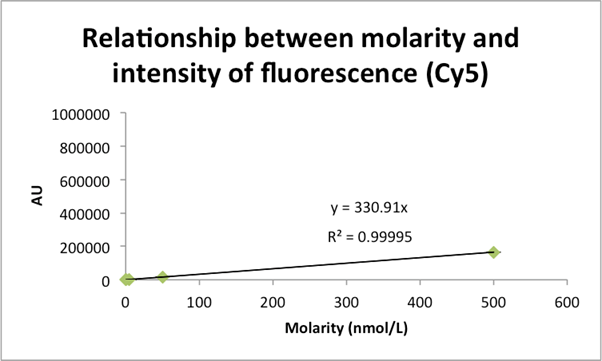 Relationship between molarity and
intensity of fluorescence (Cy5)
1000000
800000
600000
400000
200000
0
AU
y = 330.91x
R² = 0.99995
0 100 200 300 400 500 600
Molarity (nmol/L)